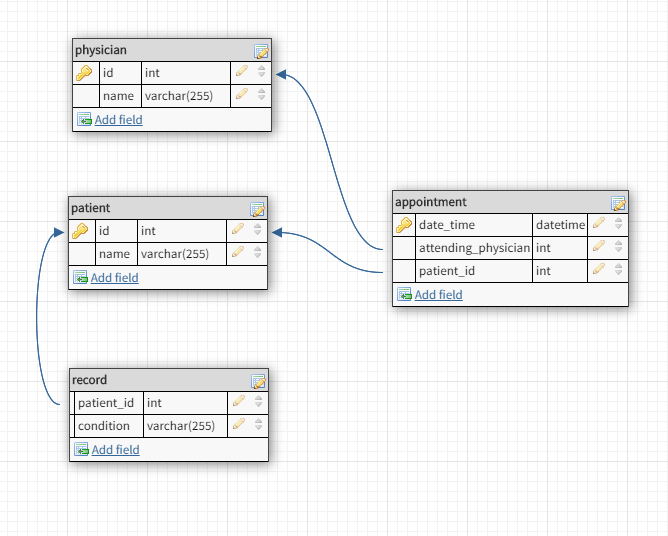 physician
id int
name varchar(255)
Add field
patient
id int
name varchar(255)
Add field
appointment
date_time datetime
attending_physician int
patient_id int
Add field
record
patient_id int
condition varchar(255)
Add field